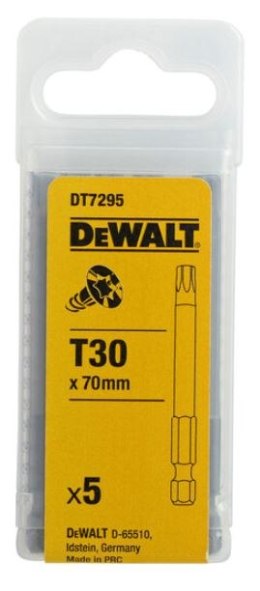 DT7295
DEWALT
T30
x 70mm
x5
DEWALT D-65510,
Idstein, Germany
Made in PRC